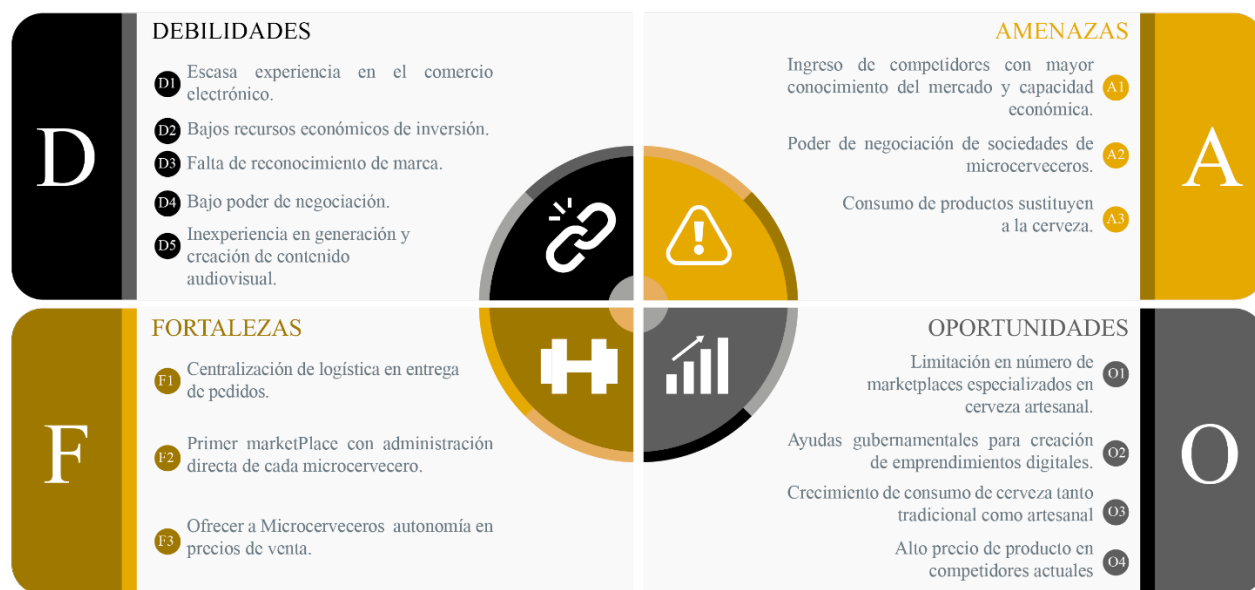 D
DEBILIDADES
D1 Escasa experiencia en el comercio
electrónico.
D2 Bajos recursos económicos de inversión.
D3 Falta de reconocimiento de marca.
D4 Bajo poder de negociación.
D5 Inexperiencia en generación y
creación de contenido
audiovisual.
A
AMENAZAS
Ingreso de competidores con mayor
conocimiento del mercado y capacidad A1
económica.
Poder de negociación de sociedades de
microcerveceros. A2
Consumo de productos sustituyen
a la cerveza. A3
F
FORTALEZAS
F1 Centralización de logística en entrega
de pedidos.
F2 Primer marketPlace con administración
directa de cada microcervecero.
F3 Ofrecer a Microcerveceros autonomía en
precios de venta.
O
OPORTUNIDADES
Limitación en número de O1
marketplaces especializados en
cerveza artesanal.
Ayudas gubernamentales para creación
de emprendimientos digitales. O2
Crecimiento de consumo de cerveza tanto
tradicional como artesanal O3
Alto precio de producto en
competidores actuales O4